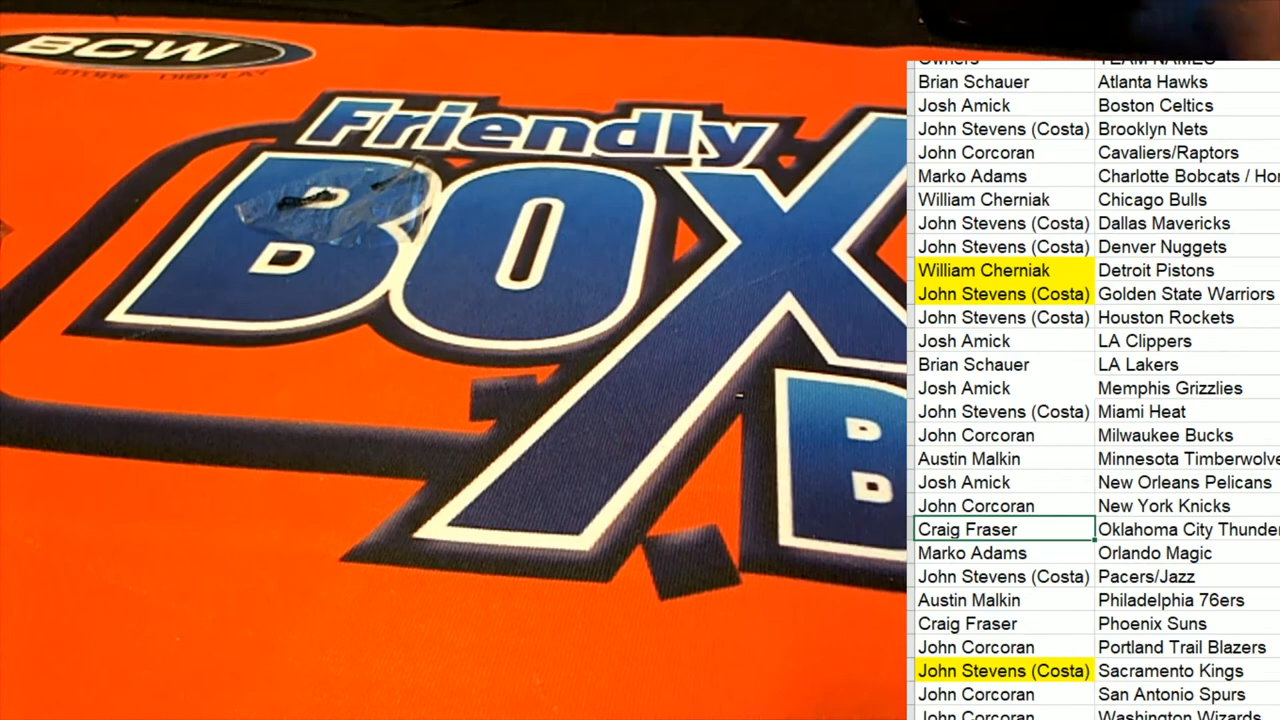 BCW
Friendly
BOX
B
Owners TEAM NAMES
Brian Schauer Atlanta Hawks
Josh Amick Boston Celtics
John Stevens (Costa) Brooklyn Nets
John Corcoran Cavaliers/Raptors
Marko Adams Charlotte Bobcats / Hor
William Cherniak Chicago Bulls
John Stevens (Costa) Dallas Mavericks
John Stevens (Costa) Denver Nuggets
William Cherniak Detroit Pistons
John Stevens (Costa) Golden State Warriors
John Stevens (Costa) Houston Rockets
Josh Amick LA Clippers
Brian Schauer LA Lakers
Josh Amick Memphis Grizzlies
John Stevens (Costa) Miami Heat
John Corcoran Milwaukee Bucks
Austin Malkin Minnesota Timberwolve
Josh Amick New Orleans Pelicans
John Corcoran New York Knicks
Craig Fraser Oklahoma City Thunder
Marko Adams Orlando Magic
John Stevens (Costa) Pacers/Jazz
Austin Malkin Philadelphia 76ers
Craig Fraser Phoenix Suns
John Corcoran Portland Trail Blazers
John Stevens (Costa) Sacramento Kings
John Corcoran San Antonio Spurs
John Corcoran Washington Wizards